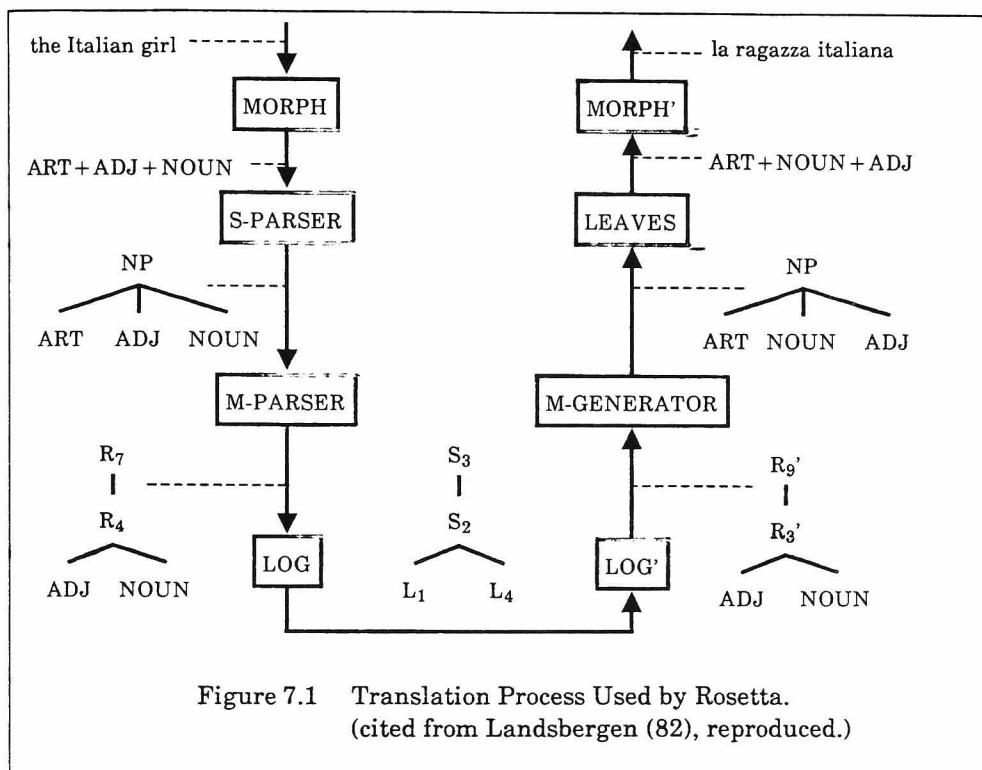 the Italian girl
la ragazza italiana
MORPH
MORPH'
ART+ADJ+NOUN
ART+NOUN+ADJ
S-PARSER
LEAVES
NP
NP
ART ADJ NOUN
ART NOUN ADJ
M-PARSER
M-GENERATOR
R₇
S₃
R₉'
R₄
S₂
R₃'
LOG
LOG'
ADJ NOUN
L₁ L₄
ADJ NOUN
Figure 7.1 Translation Process Used by Rosetta.
(cited from Landsbergen (82), reproduced.)